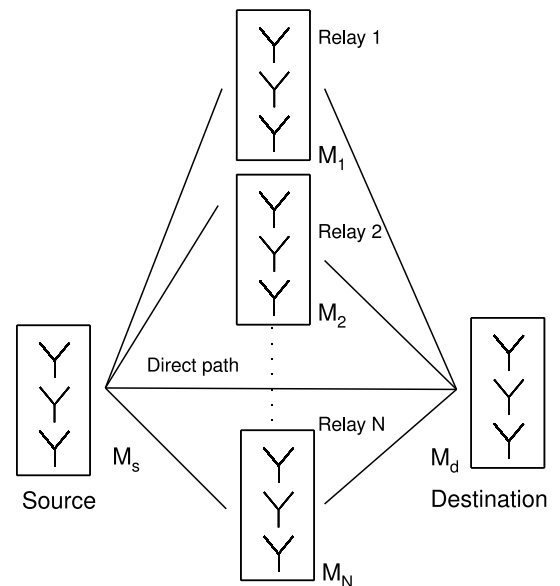 Relay 1
M1
Relay 2
M2
Direct path
Relay N
Ms
Md
Source
Destination
MN